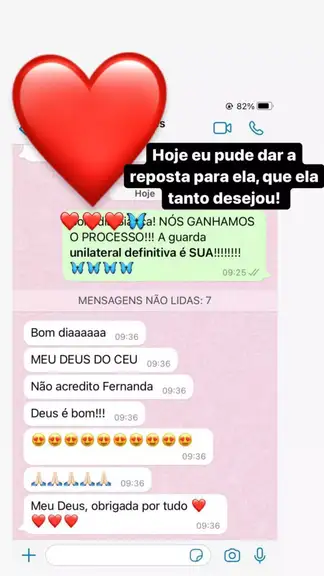 82%
Hoje eu pude dar a
reposta para ela, que ela
tanto desejou!
Hoje
NÓS GANHAMOS
O PROCESSO!!! A guarda
unilateral definitiva é SUA!!!!!!!!
🦋🦋🦋🦋
09:25
MENSAGENS NÃO LIDAS: 7
Bom diaaaaaa
09:36
MEU DEUS DO CEU
09:36
Não acredito Fernanda
09:36
Deus é bom!!!
09:36
😍😍😍😍😍😍😍😍😍😍
09:36
🙏🏻🙏🏻🙏🏻🙏🏻🙏🏻
09:36
Meu Deus, obrigada por tudo ❤️
❤️❤️❤️
09:36